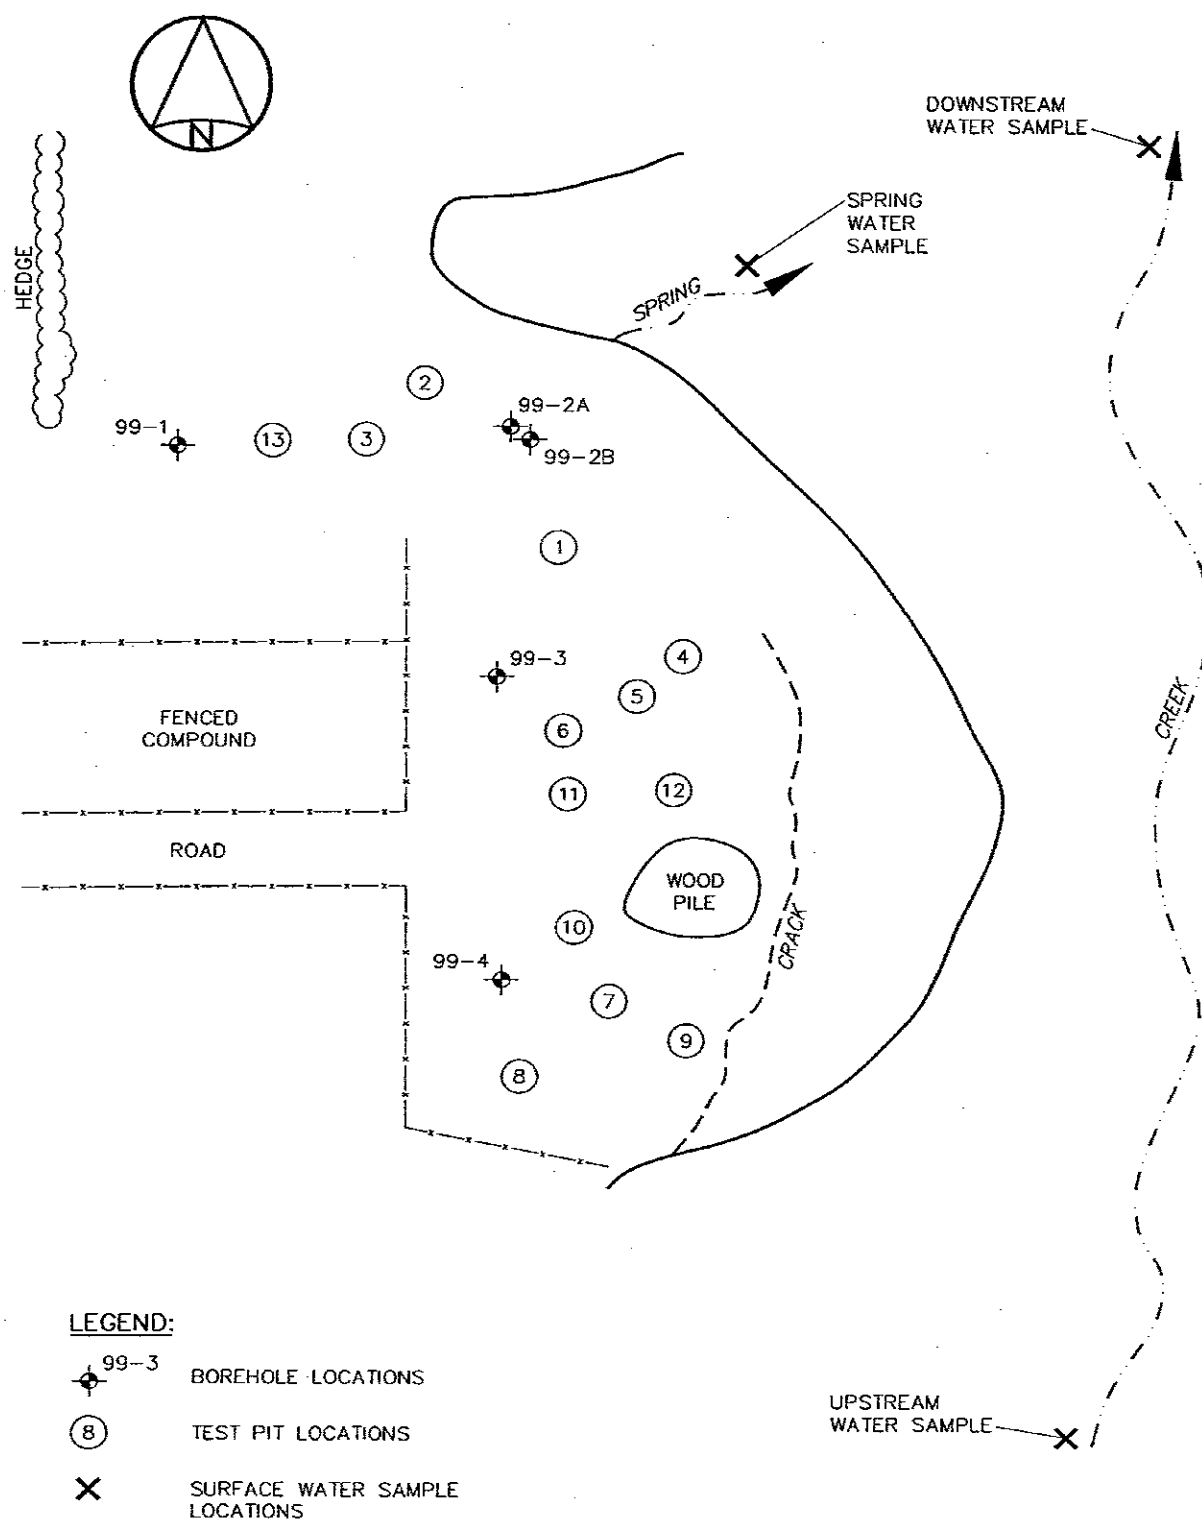 N
DOWNSTREAM
WATER SAMPLE
SPRING
WATER
SAMPLE
HEDGE
SPRING
2
99-2A
99-1
13
3
99-2B
1
99-3
4
5
FENCED
COMPOUND
6
CREEK
11
12
ROAD
WOOD
PILE
10
CRACK
99-4
7
9
8
LEGEND:
99-3
BOREHOLE LOCATIONS
8
TEST PIT LOCATIONS
SURFACE WATER SAMPLE
LOCATIONS
UPSTREAM
WATER SAMPLE